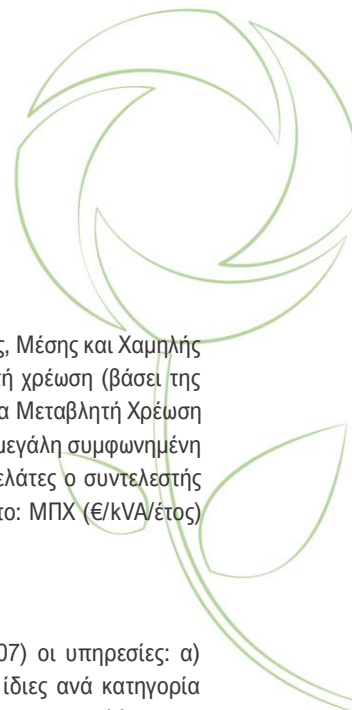 ς, Μέσης και Χαμηλής
τή χρέωση (βάσει της
α Μεταβλητή Χρέωση
μεγάλη συμφωνημένη
ελάτες ο συντελεστής
το: ΜΠΧ (€/kVA/έτος)
07) οι υπηρεσίες: α)
ίδιες ανά κατηγορία